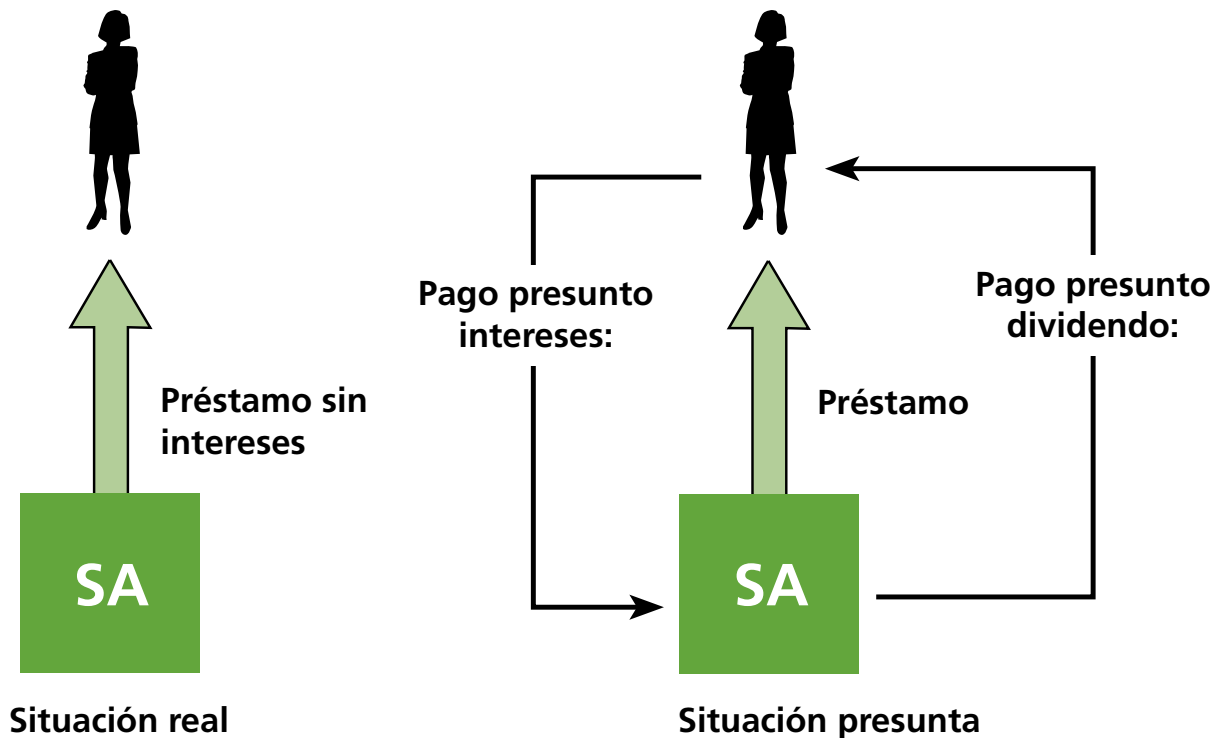 Préstamo sin
intereses
SA
Situación real
Pago presunto
intereses:
Pago presunto
dividendo:
Préstamo
SA
Situación presunta